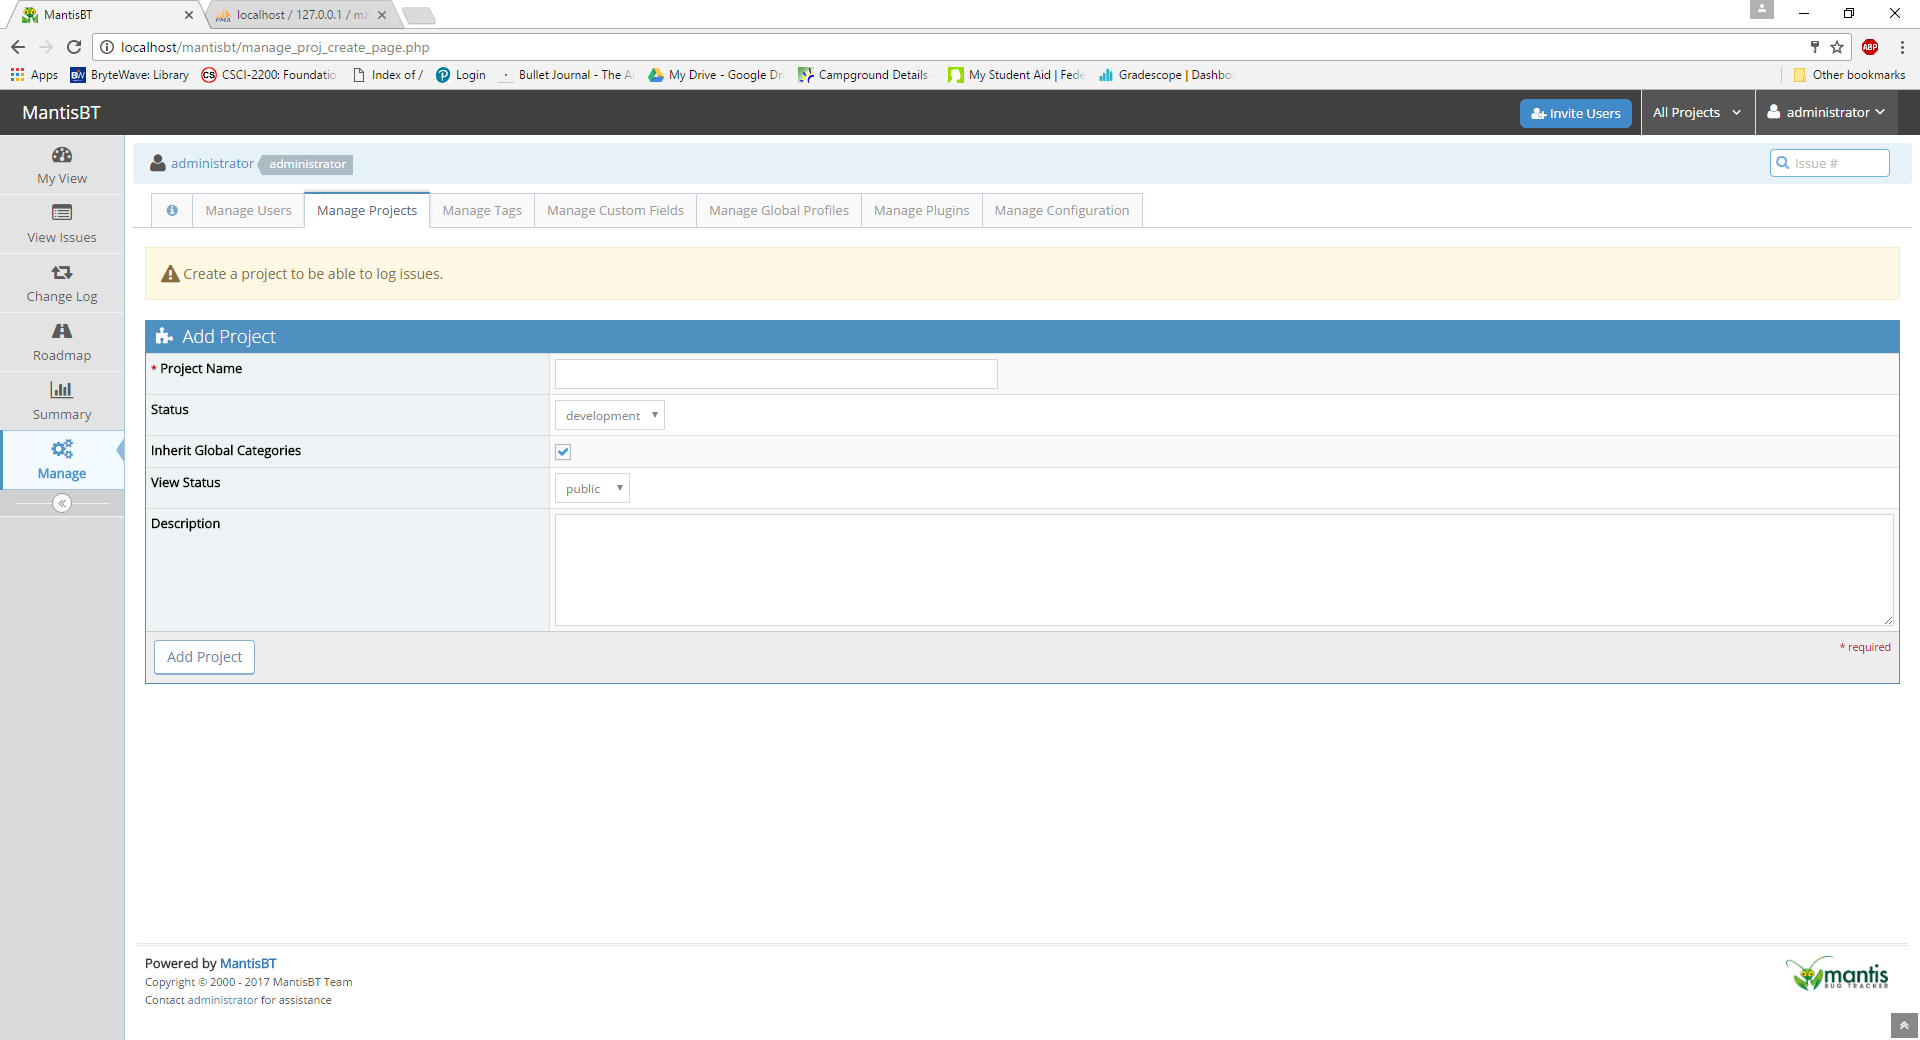 MantisBT
localhost / 127.0.0.1 / ma
localhost/mantisbt/manage_proj_create_page.php
ABP
Apps
BW BryteWave: Library
CS CSCI-2200: Foundatio
Index of /
Login
Bullet Journal - The A
My Drive - Google Dri
Campground Details
My Student Aid | Fede
Gradescope | Dashboa
Other bookmarks
MantisBT
Invite Users
All Projects
administrator
My View
View Issues
Change Log
Roadmap
Summary
Manage
administrator administrator
Issue #
Manage Users
Manage Projects
Manage Tags
Manage Custom Fields
Manage Global Profiles
Manage Plugins
Manage Configuration
Create a project to be able to log issues.
Add Project
* Project Name
Status
development
Inherit Global Categories
View Status
public
Description
Add Project
* required
Powered by MantisBT
Copyright © 2000 - 2017 MantisBT Team
Contact administrator for assistance
mantis
BUG TRACKER